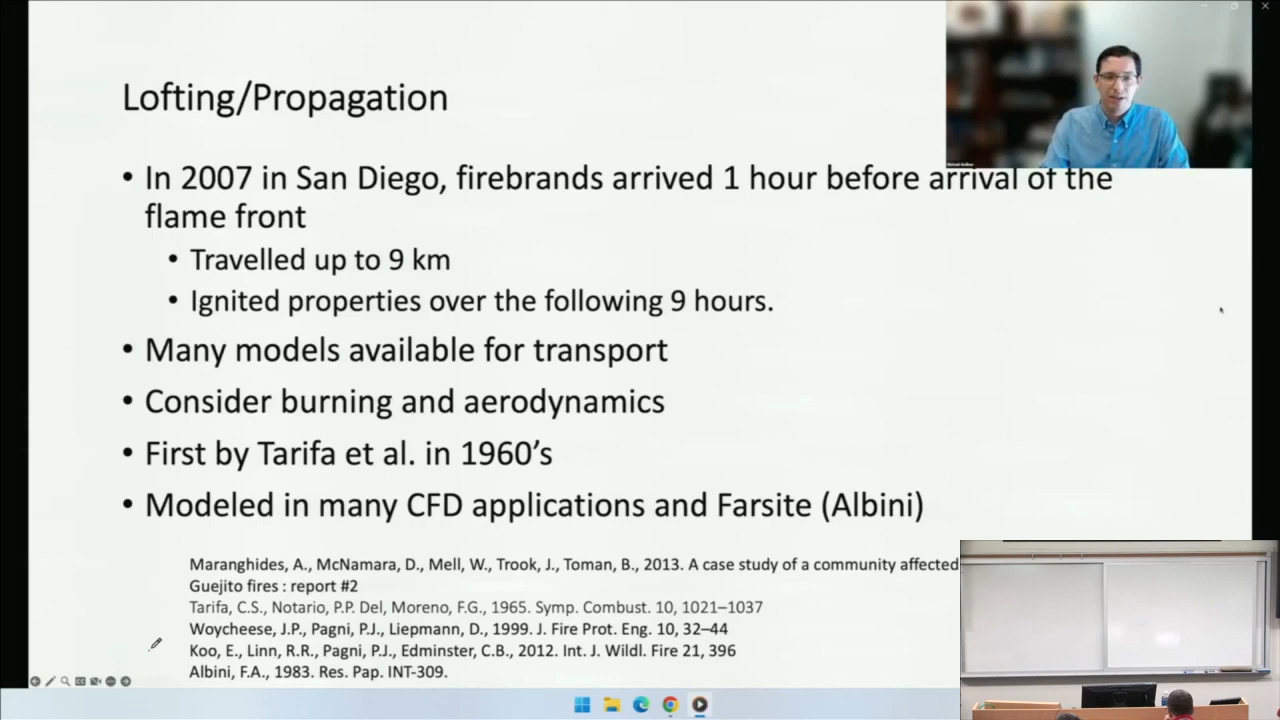 Lofting/Propagation
• In 2007 in San Diego, firebrands arrived 1 hour before arrival of the
flame front
• Travelled up to 9 km
• Ignited properties over the following 9 hours.
• Many models available for transport
• Consider burning and aerodynamics
• First by Tarifa et al. in 1960’s
• Modeled in many CFD applications and Farsite (Albini)
Maranghides, A., McNamara, D., Mell, W., Trook, J., Toman, B., 2013. A case study of a community affected
Guejito fires : report #2
Tarifa, C.S., Notario, P.P. Del, Moreno, F.G., 1965. Symp. Combust. 10, 1021–1037
Woycheese, J.P., Pagni, P.J., Liepmann, D., 1999. J. Fire Prot. Eng. 10, 32–44
Koo, E., Linn, R.R., Pagni, P.J., Edminster, C.B., 2012. Int. J. Wildl. Fire 21, 396
Albini, F.A., 1983. Res. Pap. INT-309.